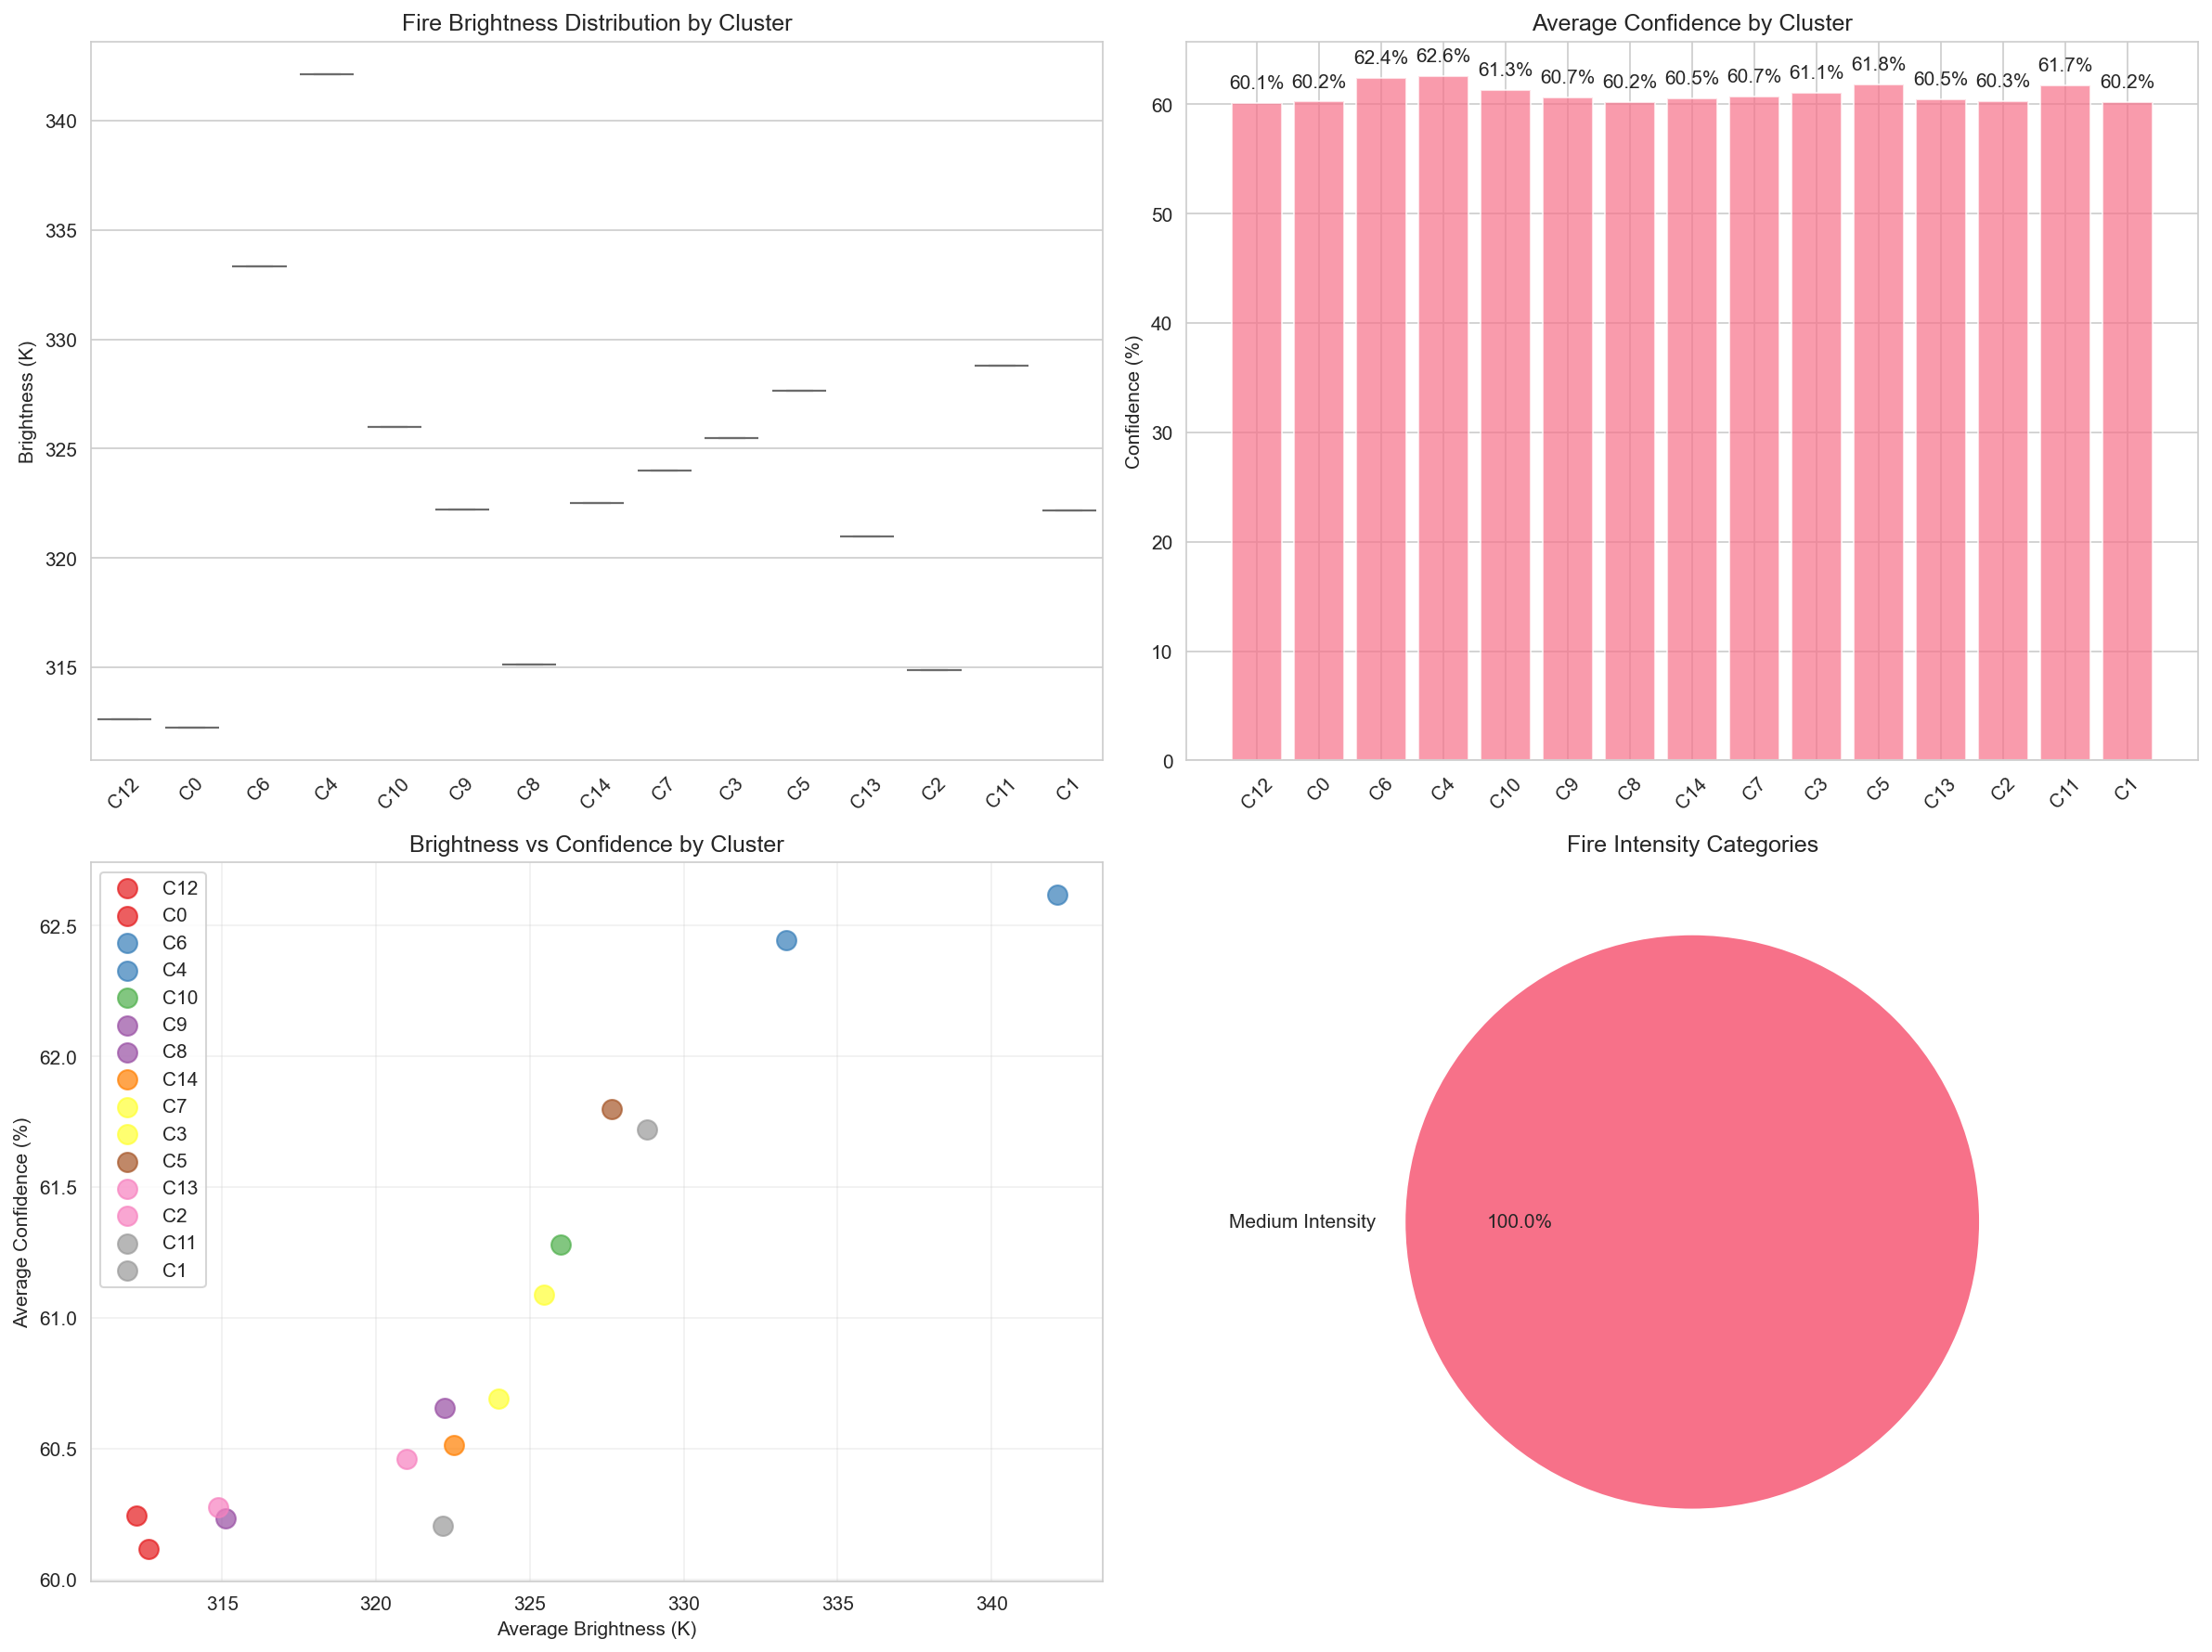 Fire Brightness Distribution by Cluster
Brightness (K)
340
335
330
325
320
315
C12 C0 C6 C4 C10 C9 C8 C14 C7 C3 C5 C13 C2 C11 C1
Average Confidence by Cluster
Confidence (%)
60
50
40
30
20
10
0
60.1% 60.2% 62.4% 62.6% 61.3% 60.7% 60.2% 60.5% 60.7% 61.1% 61.8% 60.5% 60.3% 61.7% 60.2%
C12 C0 C6 C4 C10 C9 C8 C14 C7 C3 C5 C13 C2 C11 C1
Brightness vs Confidence by Cluster
Average Confidence (%)
62.5
62.0
61.5
61.0
60.5
60.0
C12
C0
C6
C4
C10
C9
C8
C14
C7
C3
C5
C13
C2
C11
C1
315 320 325 330 335 340
Average Brightness (K)
Fire Intensity Categories
Medium Intensity
100.0%